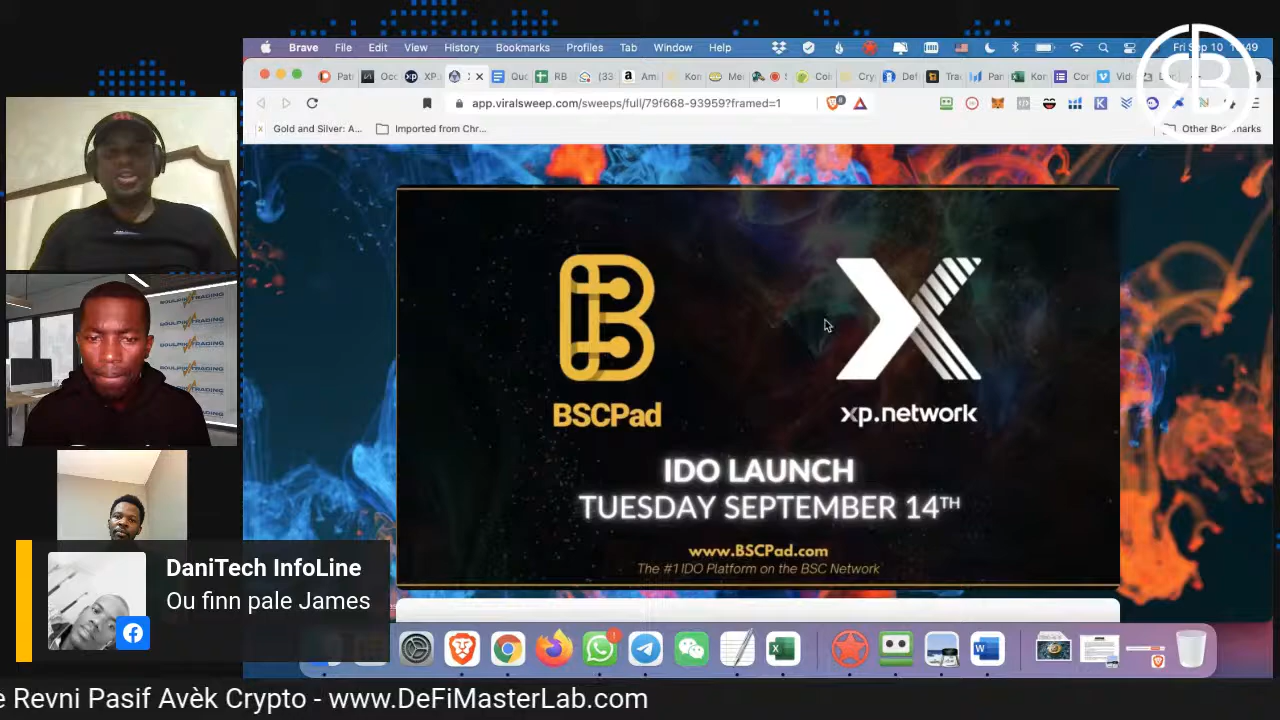 Brave File Edit View History Bookmarks Profiles Tab Window Help
Fri Sep 10
app.viralsweep.com/sweeps/full/79f668-93959?framed=1
Gold and Silver: A... Imported from Chr... Other Bookmarks
BSCPad
xp.network
IDO LAUNCH
TUESDAY SEPTEMBER 14TH
www.BSCPad.com
The #1 IDO Platform on the BSC Network
DaniTech InfoLine
Ou finn pale James
e Revni Pasif Avèk Crypto - www.DeFiMasterLab.com